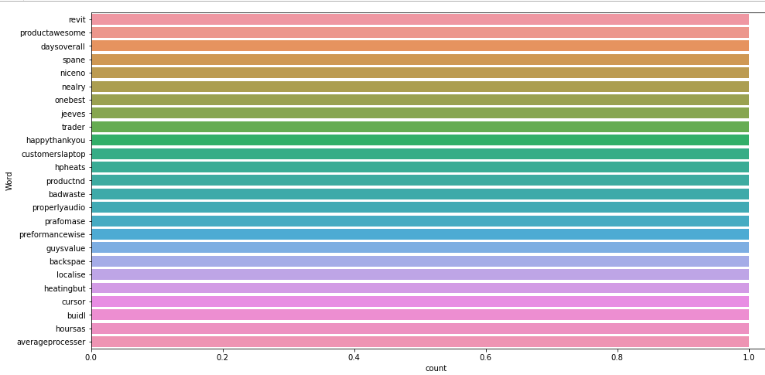 revit
productawesome
daysoverall
spane
niceno
nealry
onebest
jeeves
trader
happythankyou
customerslaptop
hpheats
productnd
badwaste
properlyaudio
prafomase
preformancewise
guysvalue
backspae
localise
heatingbut
cursor
buidl
hoursas
averageprocesser
Word
0.0 0.2 0.4 0.6 0.8 1.0
count